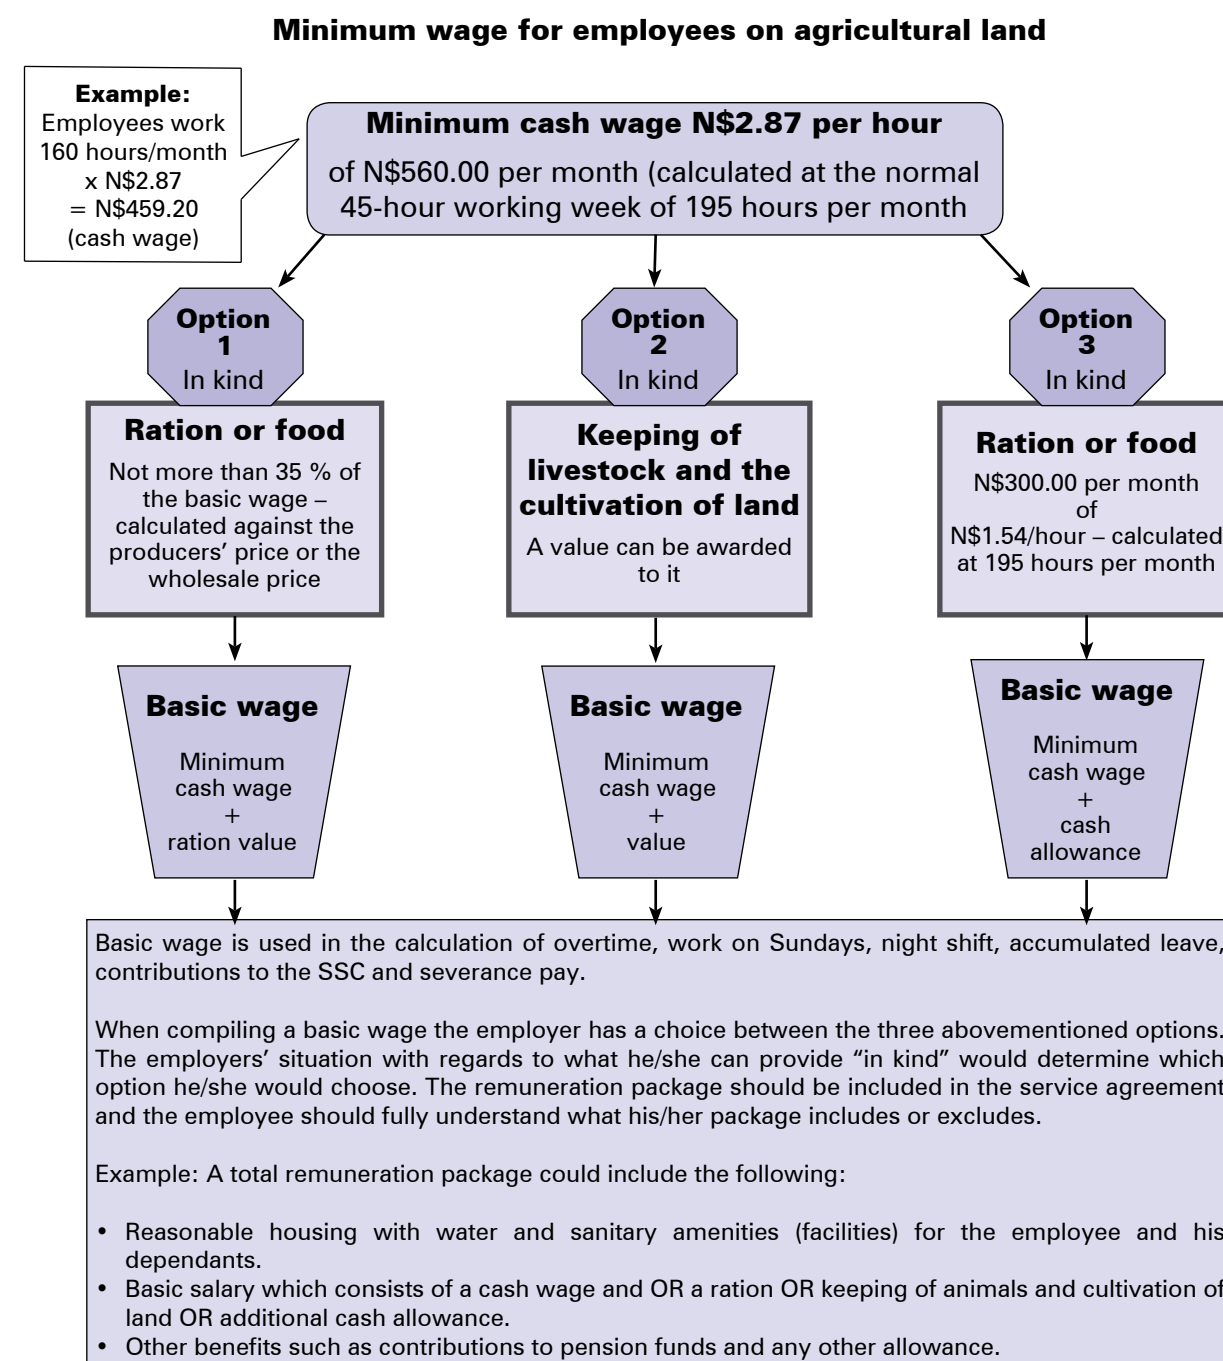 Minimum wage for employees on agricultural land
Example:
Employees work
160 hours/month
x N$2.87
= N$459.20
(cash wage)
Minimum cash wage N$2.87 per hour
of N$560.00 per month (calculated at the normal
45-hour working week of 195 hours per month
Option
1
In kind
Ration or food
Not more than 35 % of
the basic wage –
calculated against the
producers’ price or the
wholesale price
Basic wage
Minimum
cash wage
+
ration value
Option
2
In kind
Keeping of
livestock and the
cultivation of land
A value can be awarded
to it
Basic wage
Minimum
cash wage
+
value
Option
3
In kind
Ration or food
N$300.00 per month
of
N$1.54/hour – calculated
at 195 hours per month
Basic wage
Minimum
cash wage
+
cash
allowance
Basic wage is used in the calculation of overtime, work on Sundays, night shift, accumulated leave,
contributions to the SSC and severance pay.
When compiling a basic wage the employer has a choice between the three abovementioned options.
The employers’ situation with regards to what he/she can provide “in kind” would determine which
option he/she would choose. The remuneration package should be included in the service agreement
and the employee should fully understand what his/her package includes or excludes.
Example: A total remuneration package could include the following:
• Reasonable housing with water and sanitary amenities (facilities) for the employee and his
dependants.
• Basic salary which consists of a cash wage and OR a ration OR keeping of animals and cultivation of
land OR additional cash allowance.
• Other benefits such as contributions to pension funds and any other allowance.